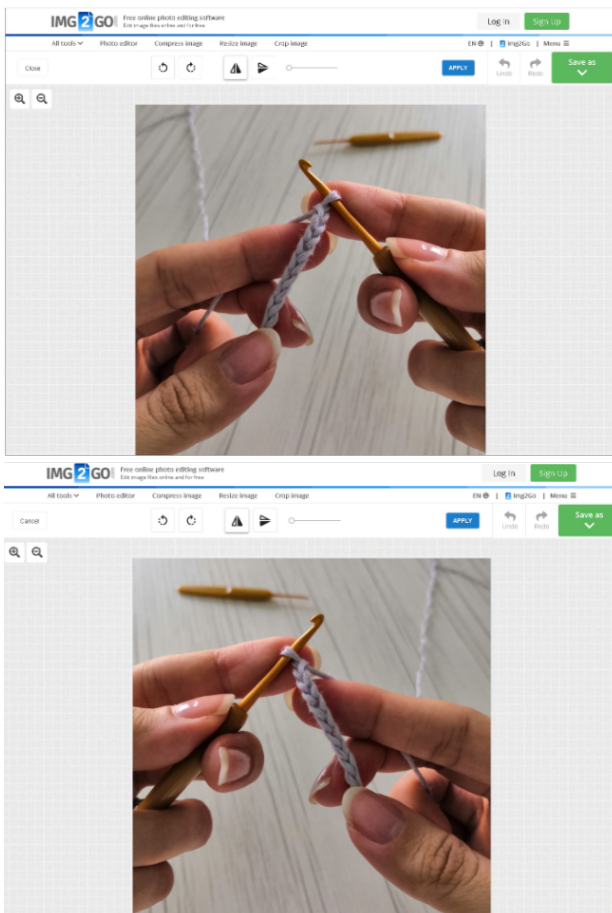 IMG2GO
Free online photo editing software
Edit image files online and for free
Log In
Sign Up
All tools
Photo editor
Compress image
Resize image
Crop image
EN | Img2Go | Menu
Close
APPLY
Undo
Redo
Save as
IMG2GO
Free online photo editing software
Edit image files online and for free
Log In
Sign Up
All tools
Photo editor
Compress image
Resize image
Crop image
EN | Img2Go | Menu
Cancel
APPLY
Undo
Redo
Save as